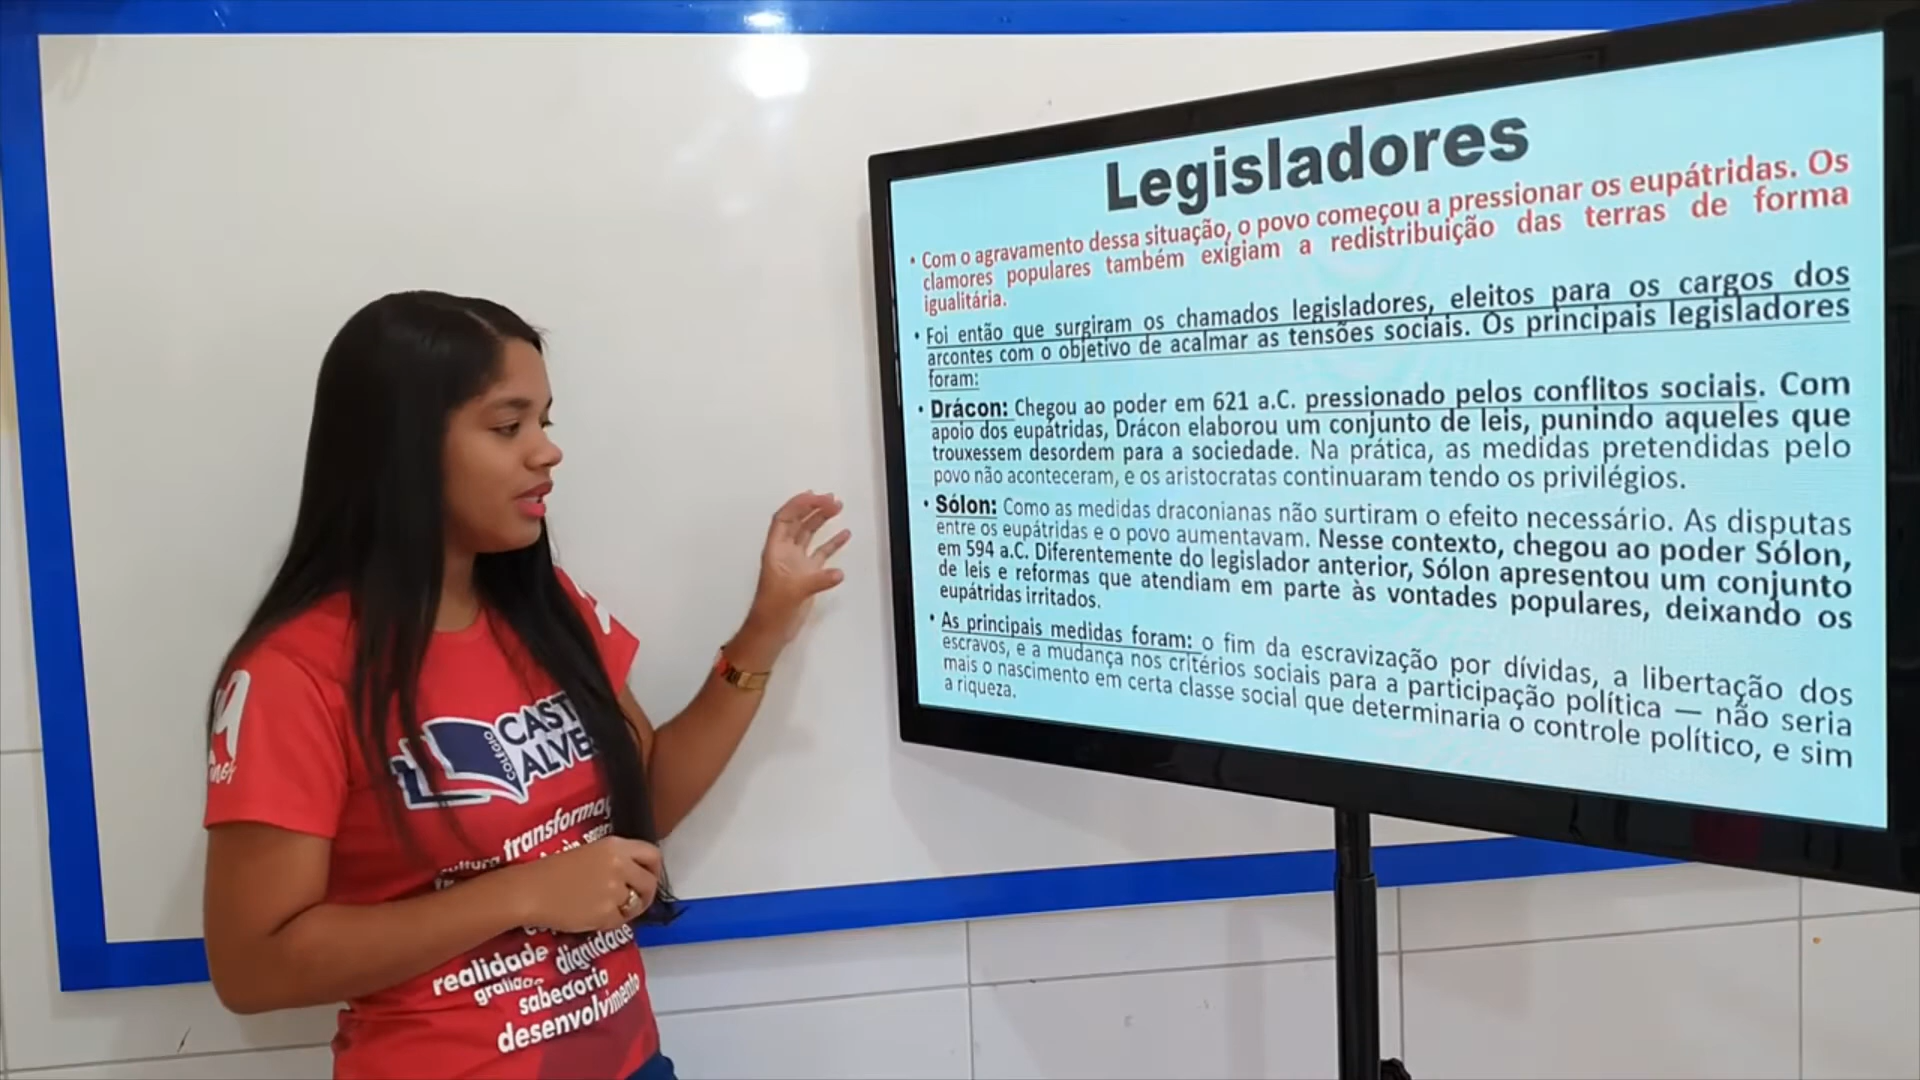 Legisladores
• Com o agravamento dessa situação, o povo começou a pressionar os eupátridas. Os
clamores populares também exigiam a redistribuição das terras de forma
igualitária.
• Foi então que surgiram os chamados legisladores, eleitos para os cargos dos
arcontes com o objetivo de acalmar as tensões sociais. Os principais legisladores
foram:
• Drácon: Chegou ao poder em 621 a.C. pressionado pelos conflitos sociais. Com
apoio dos eupátridas, Drácon elaborou um conjunto de leis, punindo aqueles que
trouxessem desordem para a sociedade. Na prática, as medidas pretendidas pelo
povo não aconteceram, e os aristocratas continuaram tendo os privilégios.
• Sólon: Como as medidas draconianas não surtiram o efeito necessário. As disputas
entre os eupátridas e o povo aumentavam. Nesse contexto, chegou ao poder Sólon,
em 594 a.C. Diferentemente do legislador anterior, Sólon apresentou um conjunto
de leis e reformas que atendiam em parte às vontades populares, deixando os
eupátridas irritados.
• As principais medidas foram: o fim da escravização por dívidas, a libertação dos
escravos, e a mudança nos critérios sociais para a participação política — não seria
mais o nascimento em certa classe social que determinaria o controle político, e sim
a riqueza.
COLÉGIO
CAST
ALVE
transformaç
realidade
dignidade
sabedoria
desenvolvimento